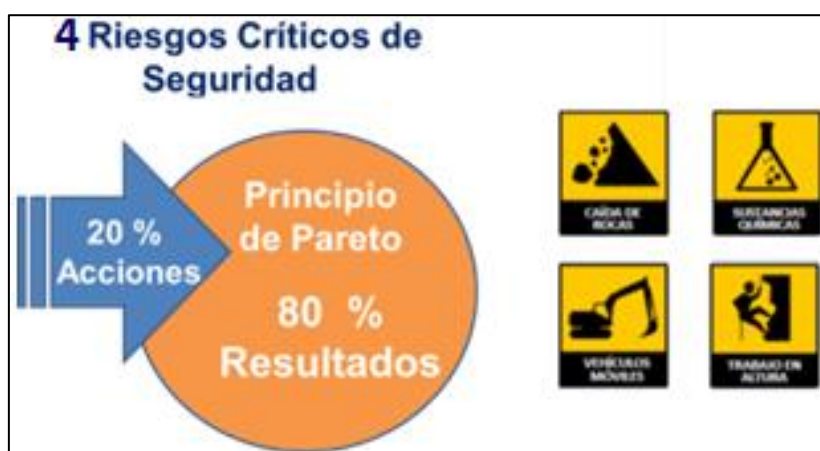 4 Riesgos Críticos de
Seguridad
Principio
de Pareto
20 %
Acciones
80 %
Resultados
CAÍDA DE
ROCAS
SUSTANCIAS
QUÍMICAS
VEHÍCULOS
MÓVILES
TRABAJO EN
ALTURA